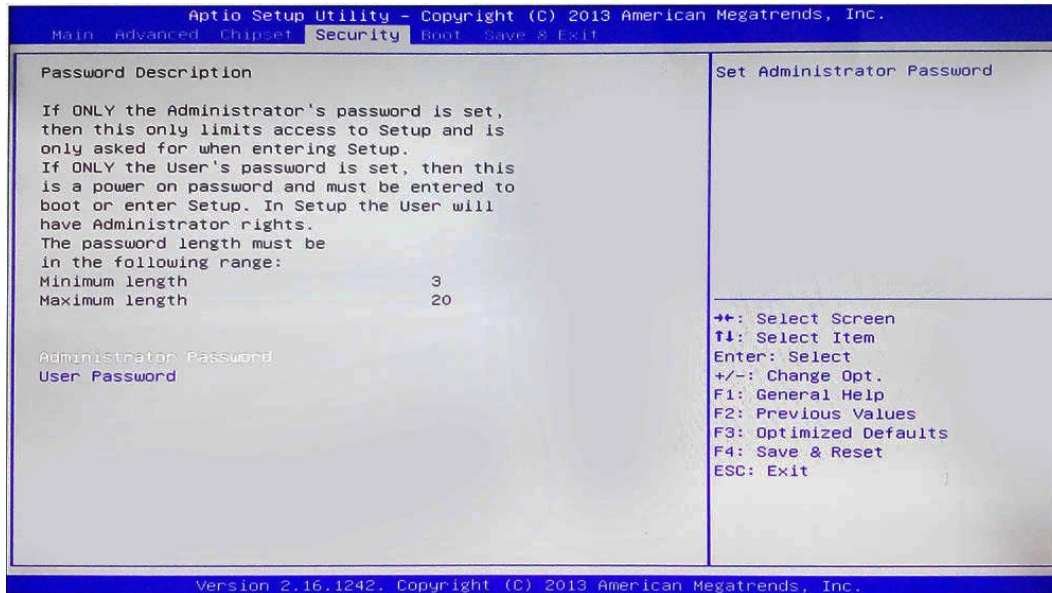 Aptio Setup Utility – Copyright (C) 2013 American Megatrends, Inc.
Main Advanced Chipset Security Boot Save & Exit
Password Description
If ONLY the Administrator's password is set,
then this only limits access to Setup and is
only asked for when entering Setup.
If ONLY the User's password is set, then this
is a power on password and must be entered to
boot or enter Setup. In Setup the User will
have Administrator rights.
The password length must be
in the following range:
Minimum length 3
Maximum length 20
Administrator Password
User Password
Set Administrator Password
→←: Select Screen
↑↓: Select Item
Enter: Select
+/-: Change Opt.
F1: General Help
F2: Previous Values
F3: Optimized Defaults
F4: Save & Reset
ESC: Exit
Version 2.16.1242. Copyright (C) 2013 American Megatrends, Inc.